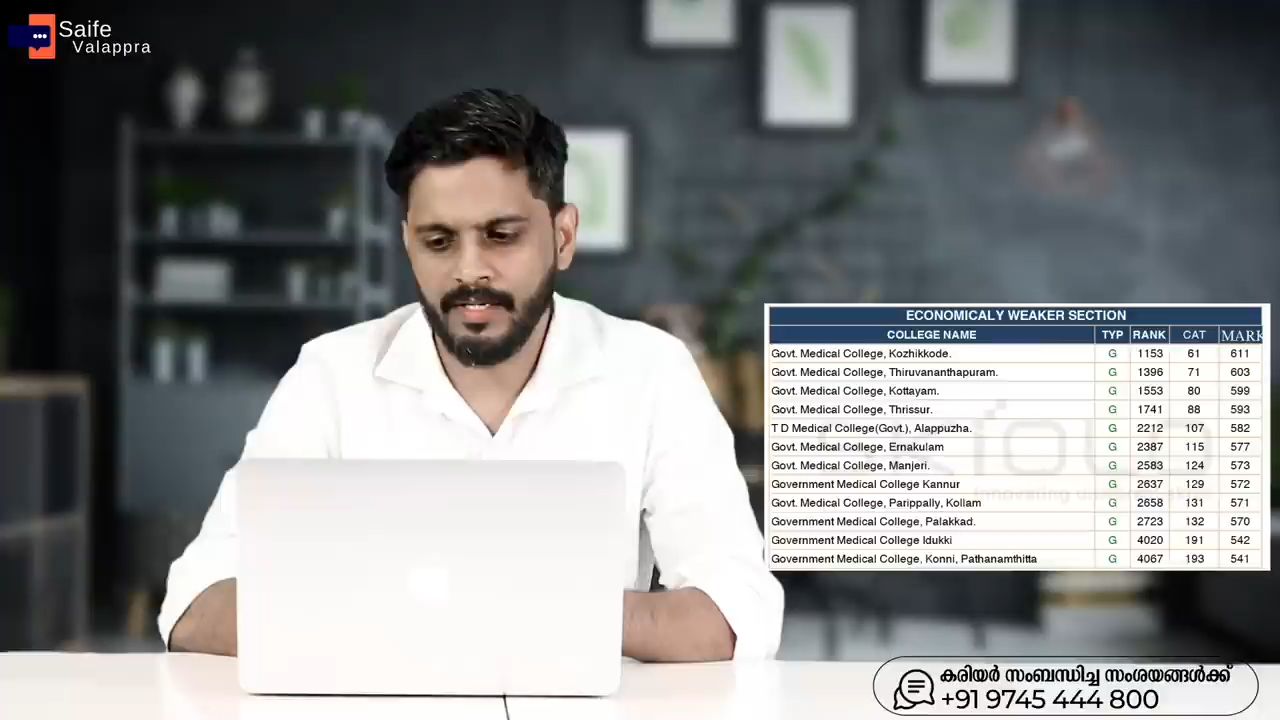 Saife
Valappra
ECONOMICALY WEAKER SECTION
COLLEGE NAME TYP RANK CAT MARK
Govt. Medical College, Kozhikkode. G 1153 61 611
Govt. Medical College, Thiruvananthapuram. G 1396 71 603
Govt. Medical College, Kottayam. G 1553 80 599
Govt. Medical College, Thrissur. G 1741 88 593
T D Medical College(Govt.), Alappuzha. G 2212 107 582
Govt. Medical College, Ernakulam G 2387 115 577
Govt. Medical College, Manjeri. G 2583 124 573
Government Medical College Kannur G 2637 129 572
Govt. Medical College, Parippally, Kollam G 2658 131 571
Government Medical College, Palakkad. G 2723 132 570
Government Medical College Idukki G 4020 191 542
Government Medical College, Konni, Pathanamthitta G 4067 193 541
കരിയർ സംബന്ധിച്ച സംശയങ്ങൾക്ക്
+91 9745 444 800